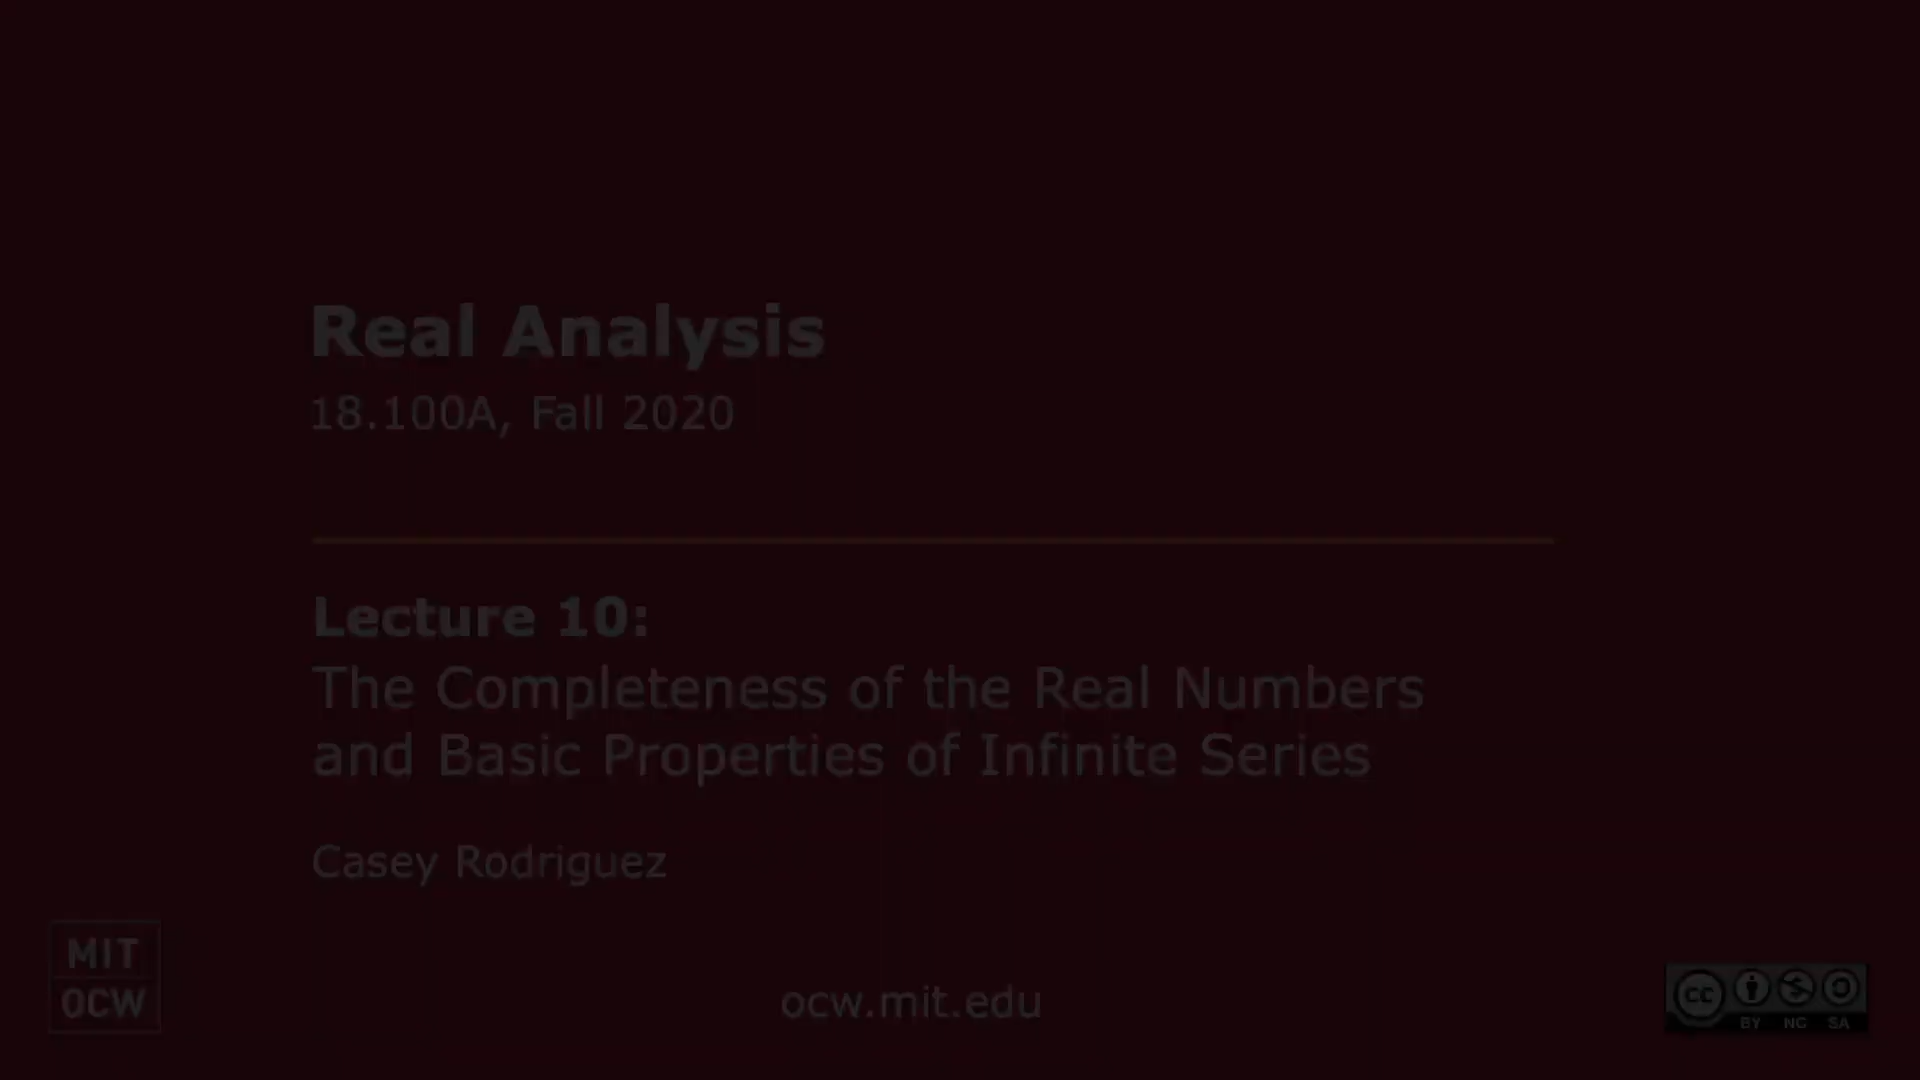 Real Analysis
18.100A, Fall 2020
Lecture 10:
The Completeness of the Real Numbers
and Basic Properties of Infinite Series
Casey Rodriguez
MIT
OCW
ocw.mit.edu
cc
BY NC SA